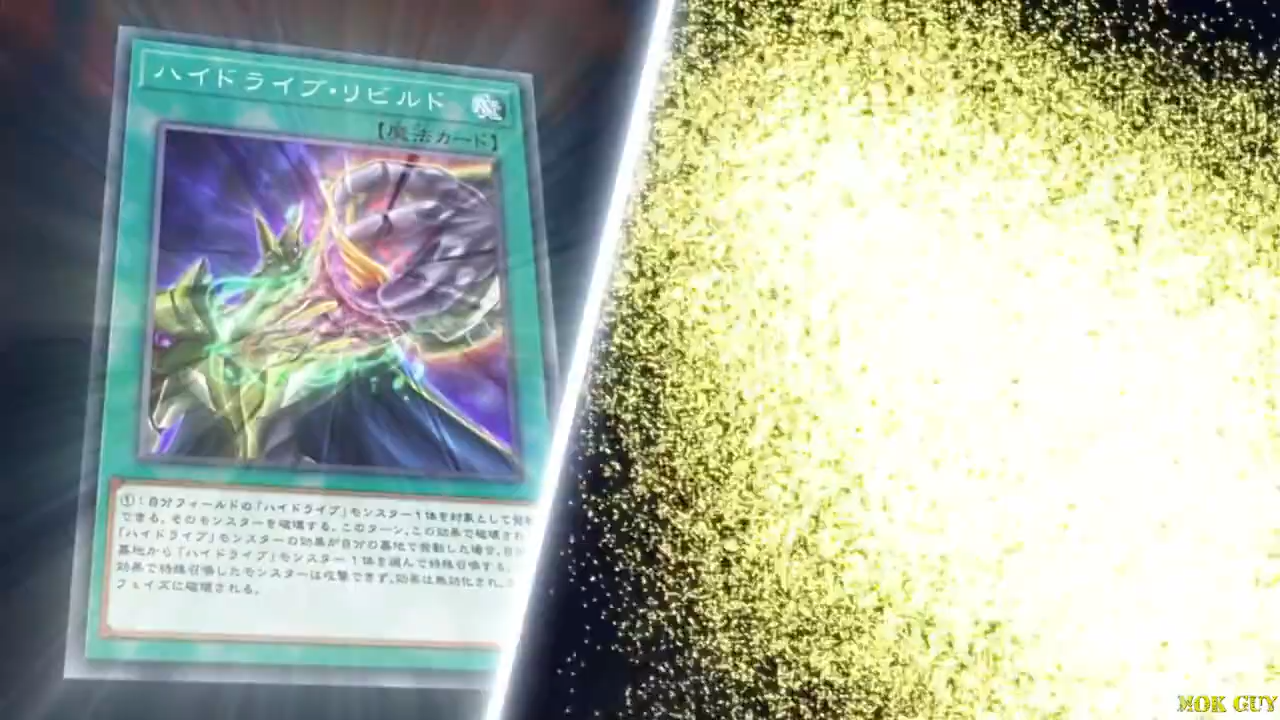 ハイドライブ・リビルド
魔
【魔法カード】
①：自分フィールドの「ハイドライブ」モンスター１体を対象として発
できる。そのモンスターを破壊する。このターン、この効果で破壊され
「ハイドライブ」モンスターの効果が自分の墓地で発動した場合、自
墓地から「ハイドライブ」モンスター１体を選んで特殊召喚する。
効果で特殊召喚したモンスターは攻撃できず、効果は無効化され、
フェイズに破壊される。
NOK GUY